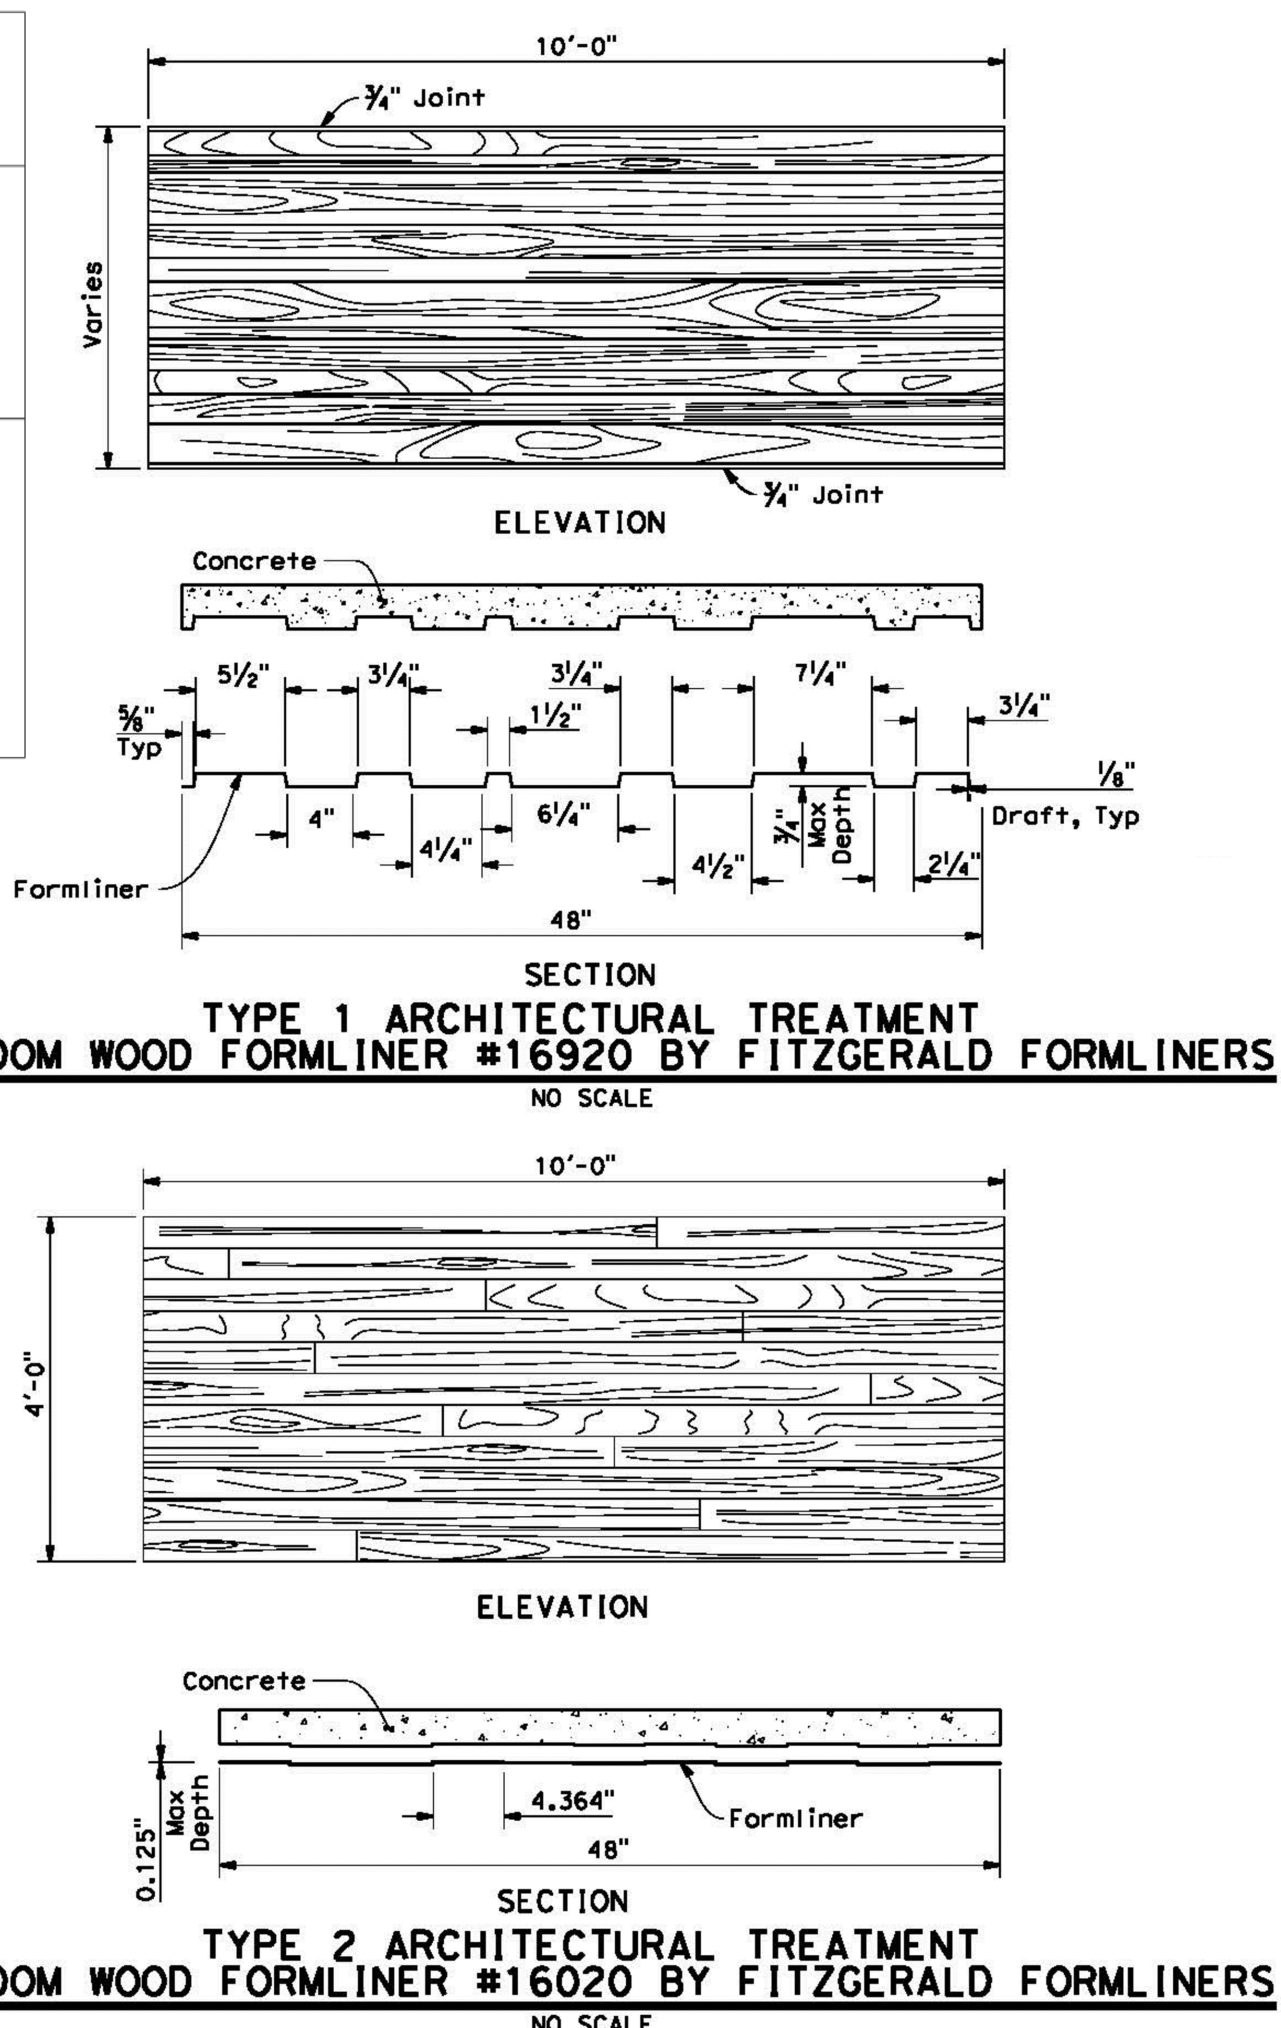 10'-0"
¾" Joint
Varies
¾" Joint
ELEVATION
Concrete
5½"
3¼"
3¼"
7¼"
⅝"
Typ
1½"
3¼"
4"
4¼"
6¼"
4½"
¾"
Max
Depth
2¼"
⅛"
Draft, Typ
Formliner
48"
SECTION
TYPE 1 ARCHITECTURAL TREATMENT
WOOD FORMLINER #16920 BY FITZGERALD FORMLINERS
NO SCALE
10'-0"
4'-0"
ELEVATION
Concrete
0.125"
Max
Depth
4.364"
Formliner
48"
SECTION
TYPE 2 ARCHITECTURAL TREATMENT
WOOD FORMLINER #16020 BY FITZGERALD FORMLINERS
NO SCALE